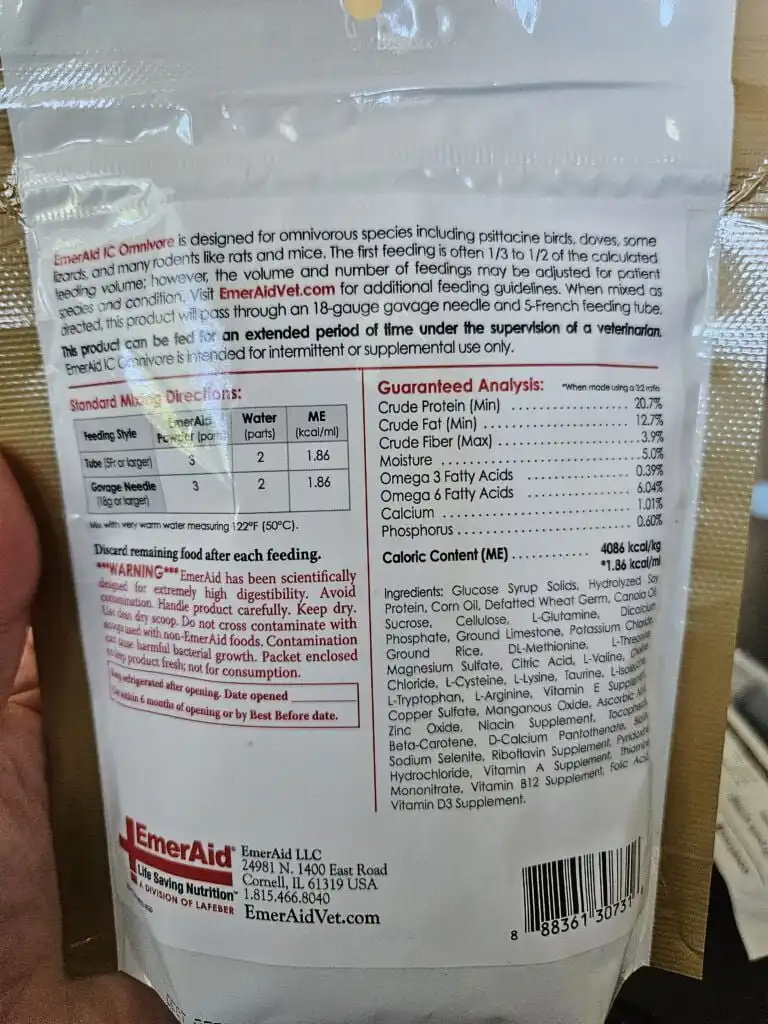 EmerAid IC Omnivore is designed for omnivorous species including psittacine birds, doves, some
lizards, and many rodents like rats and mice. The first feeding is often 1/3 to 1/2 of the calculated
feeding volume; however, the volume and number of feedings may be adjusted for patient
species and condition. Visit EmerAidVet.com for additional feeding guidelines. When mixed as
directed, this product will pass through an 18-gauge gavage needle and 5-French feeding tube.
This product can be fed for an extended period of time under the supervision of a veterinarian.
EmerAid IC Omnivore is intended for intermittent or supplemental use only.
Standard Mixing Directions:
Feeding Style EmerAid Powder (parts) Water (parts) ME (kcal/ml)
Tube (5Fr or larger) 3 2 1.86
Gavage Needle (18g or larger) 3 2 1.86
Mix with very warm water measuring 122°F (50°C).
Discard remaining food after each feeding.
***WARNING*** EmerAid has been scientifically
designed for extremely high digestibility. Avoid
contamination. Handle product carefully. Keep dry.
Use clean dry scoop. Do not cross contaminate with
scoops used with non-EmerAid foods. Contamination
can cause harmful bacterial growth. Packet enclosed
to keep product fresh; not for consumption.
Keep refrigerated after opening. Date opened
Use within 6 months of opening or by Best Before date.
Guaranteed Analysis: *When made using a 3:2 ratio
Crude Protein (Min) 20.7%
Crude Fat (Min) 12.7%
Crude Fiber (Max) 3.9%
Moisture 5.0%
Omega 3 Fatty Acids 0.39%
Omega 6 Fatty Acids 6.04%
Calcium 1.01%
Phosphorus 0.60%
Caloric Content (ME) 4086 kcal/kg
*1.86 kcal/ml
Ingredients: Glucose Syrup Solids, Hydrolyzed Soy
Protein, Corn Oil, Defatted Wheat Germ, Canola Oil
Sucrose, Cellulose, L-Glutamine, Dicalcium
Phosphate, Ground Limestone, Potassium Chloride,
Ground Rice, DL-Methionine, L-Threonine
Magnesium Sulfate, Citric Acid, L-Valine,
Chloride, L-Cysteine, L-Lysine, Taurine,
L-Tryptophan, L-Arginine, Vitamin E
Copper Sulfate, Manganous Oxide, Ascorbic
Zinc Oxide, Niacin Supplement,
Beta-Carotene, D-Calcium Pantothenate,
Sodium Selenite, Riboflavin Supplement,
Hydrochloride, Vitamin A Supplement,
Mononitrate, Vitamin B12 Supplement, Folic
Vitamin D3 Supplement.
EmerAid®
Life Saving Nutrition™
A DIVISION OF LAFEBER
EmerAid LLC
24981 N. 1400 East Road
Cornell, IL 61319 USA
1.815.466.8040
EmerAidVet.com
8 88361 30731